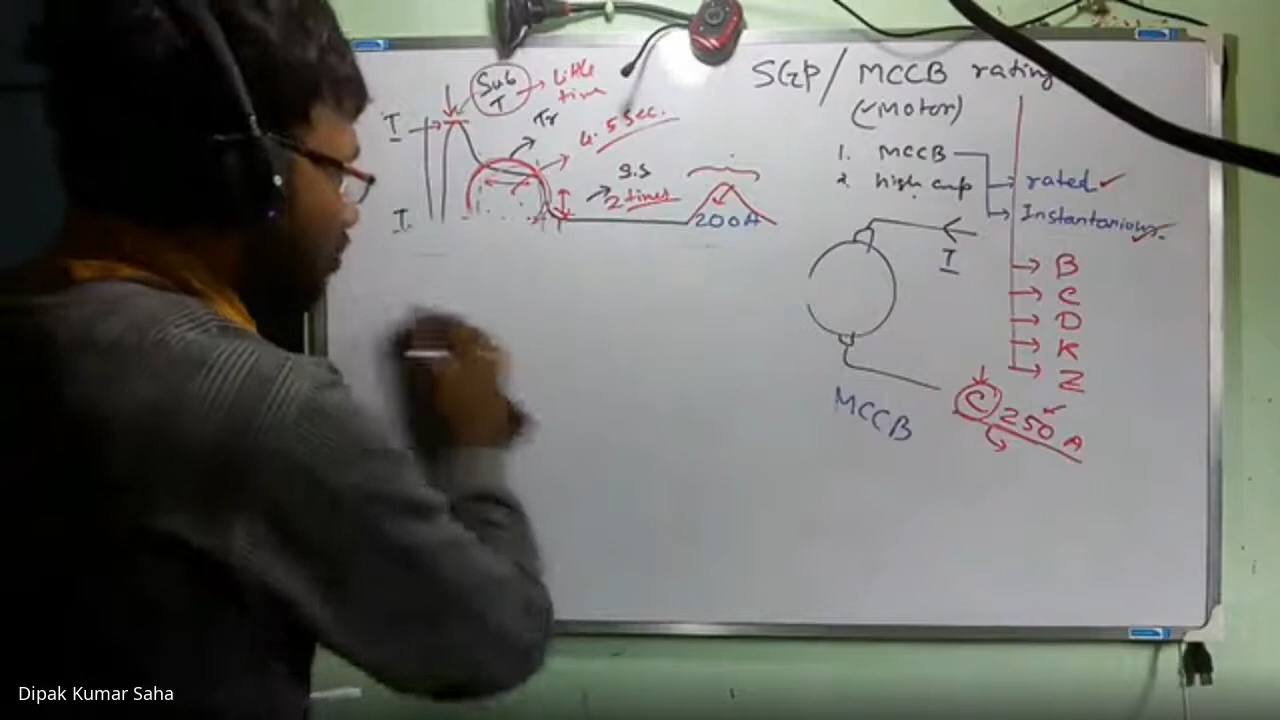 SGP / MCCB rating
(✓Motor)
1. MCCB
2. high cap
rated ✓
Instantanious
B
C
D
K
Z
I
MCCB
C 250 A
Sub
T
little
time
Tr
4.5 sec.
S.S
2 times
200A
I
I
Dipak Kumar Saha